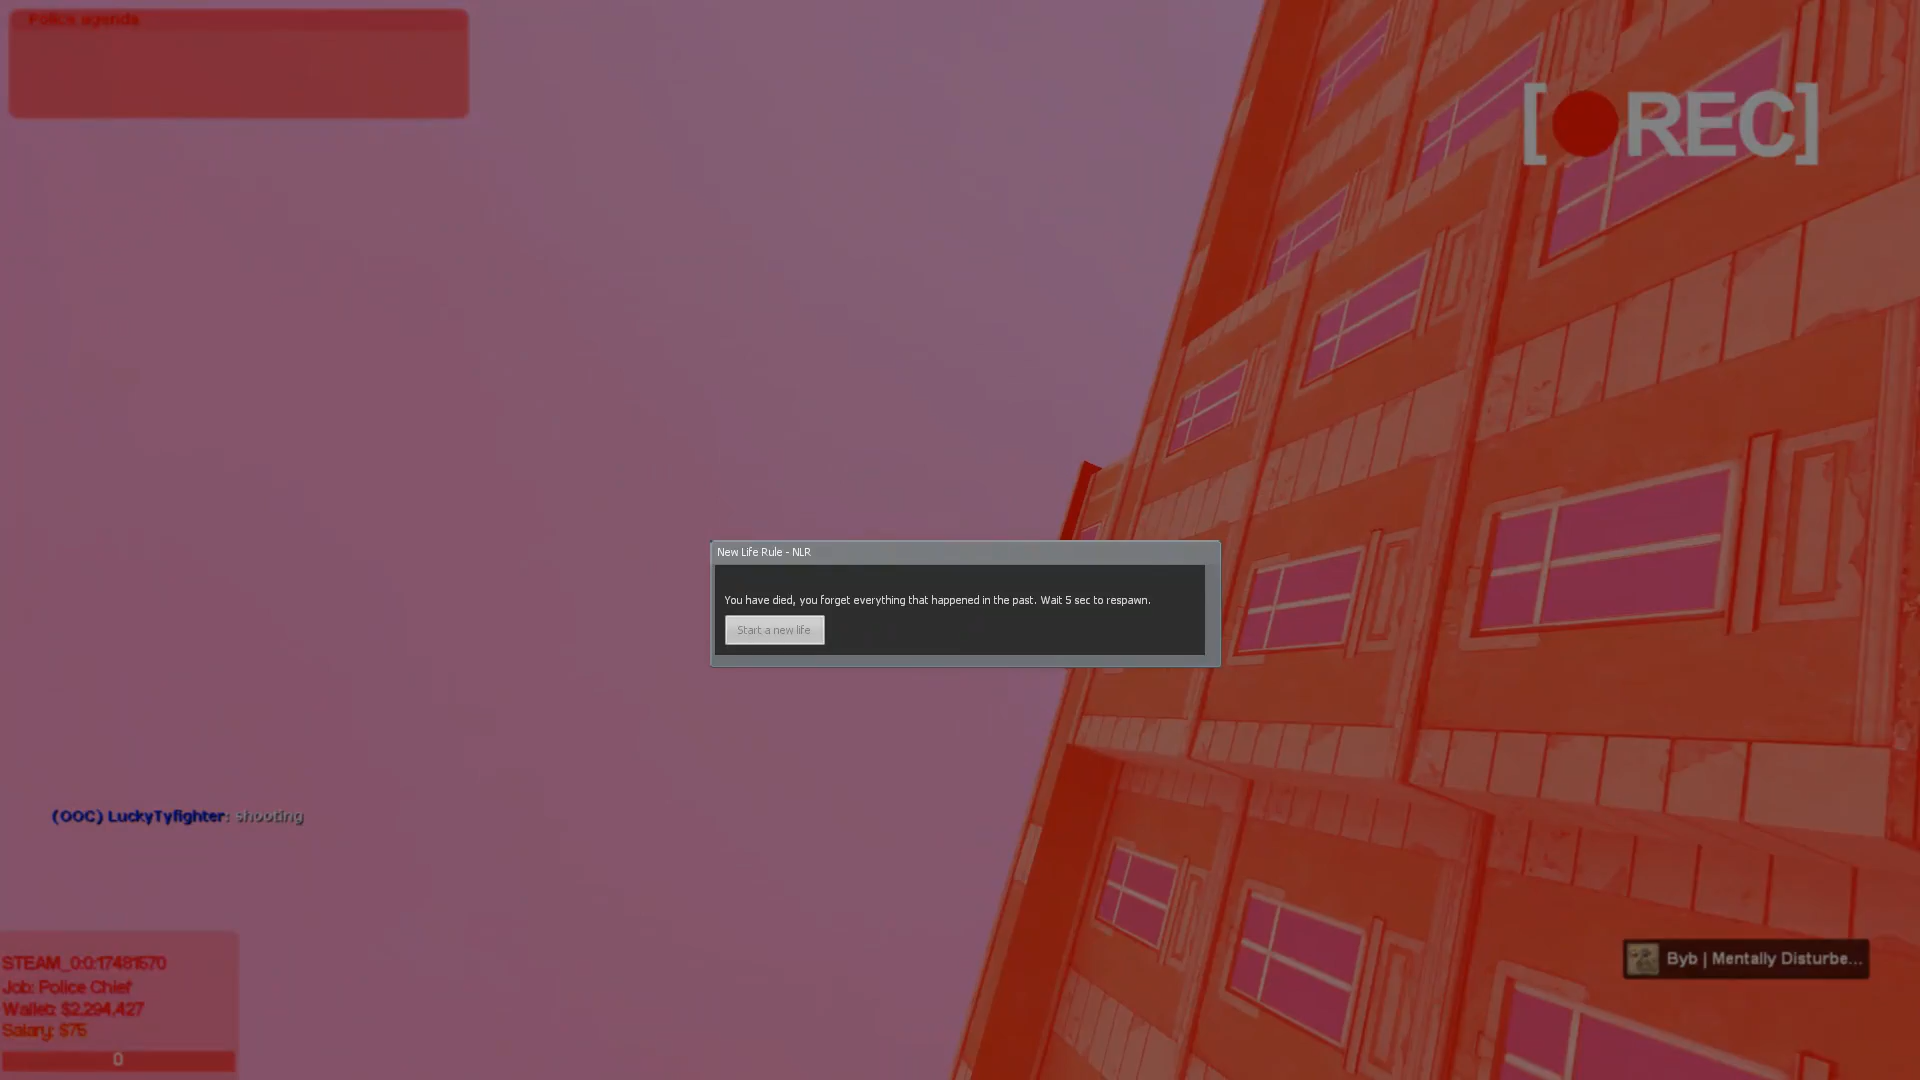 Police agenda
[REC]
New Life Rule - NLR
You have died, you forget everything that happened in the past. Wait 5 sec to respawn.
Start a new life
(OOC) LuckyTyfighter: shooting
Byb | Mentally Disturbe...
STEAM_0:0:17481570
Job: Police Chief
Wallet: $2,294,427
Salary: $75
0